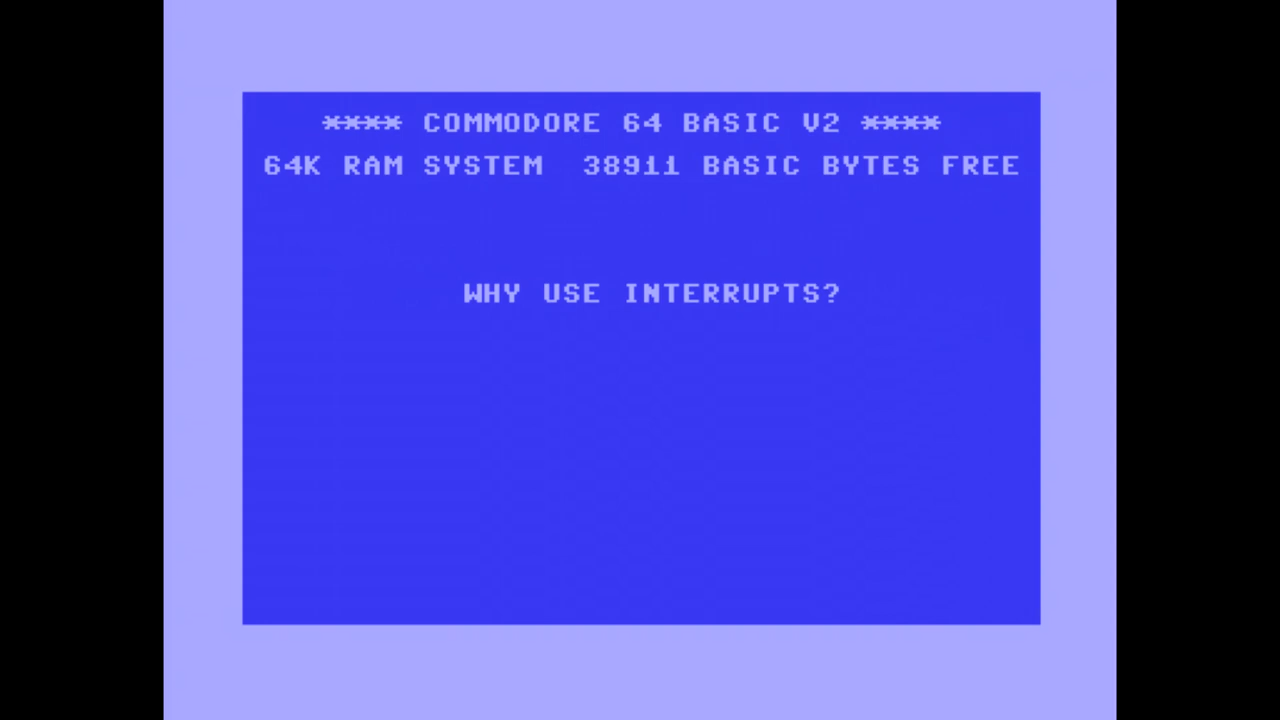 **** COMMODORE 64 BASIC V2 ****
64K RAM SYSTEM  38911 BASIC BYTES FREE
WHY USE INTERRUPTS?